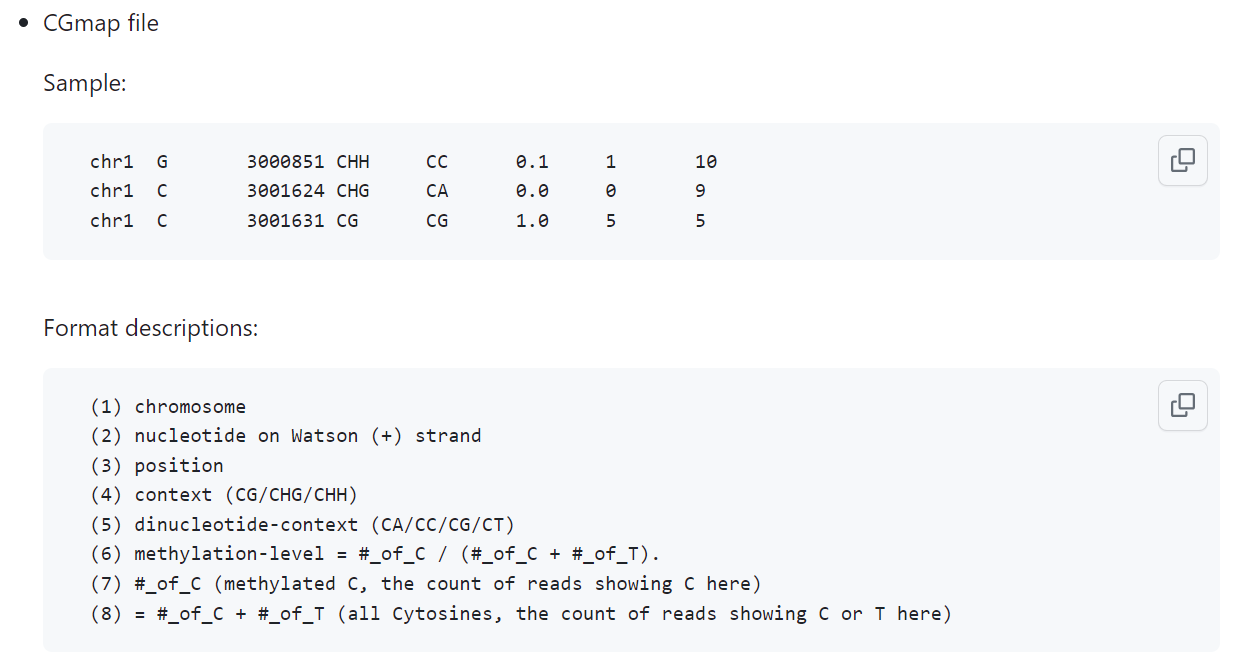 CGmap file
Sample:
chr1 G 3000851 CHH CC 0.1 1 10
chr1 C 3001624 CHG CA 0.0 0 9
chr1 C 3001631 CG CG 1.0 5 5
Format descriptions:
(1) chromosome
(2) nucleotide on Watson (+) strand
(3) position
(4) context (CG/CHG/CHH)
(5) dinucleotide-context (CA/CC/CG/CT)
(6) methylation-level = #_of_C / (#_of_C + #_of_T).
(7) #_of_C (methylated C, the count of reads showing C here)
(8) = #_of_C + #_of_T (all Cytosines, the count of reads showing C or T here)